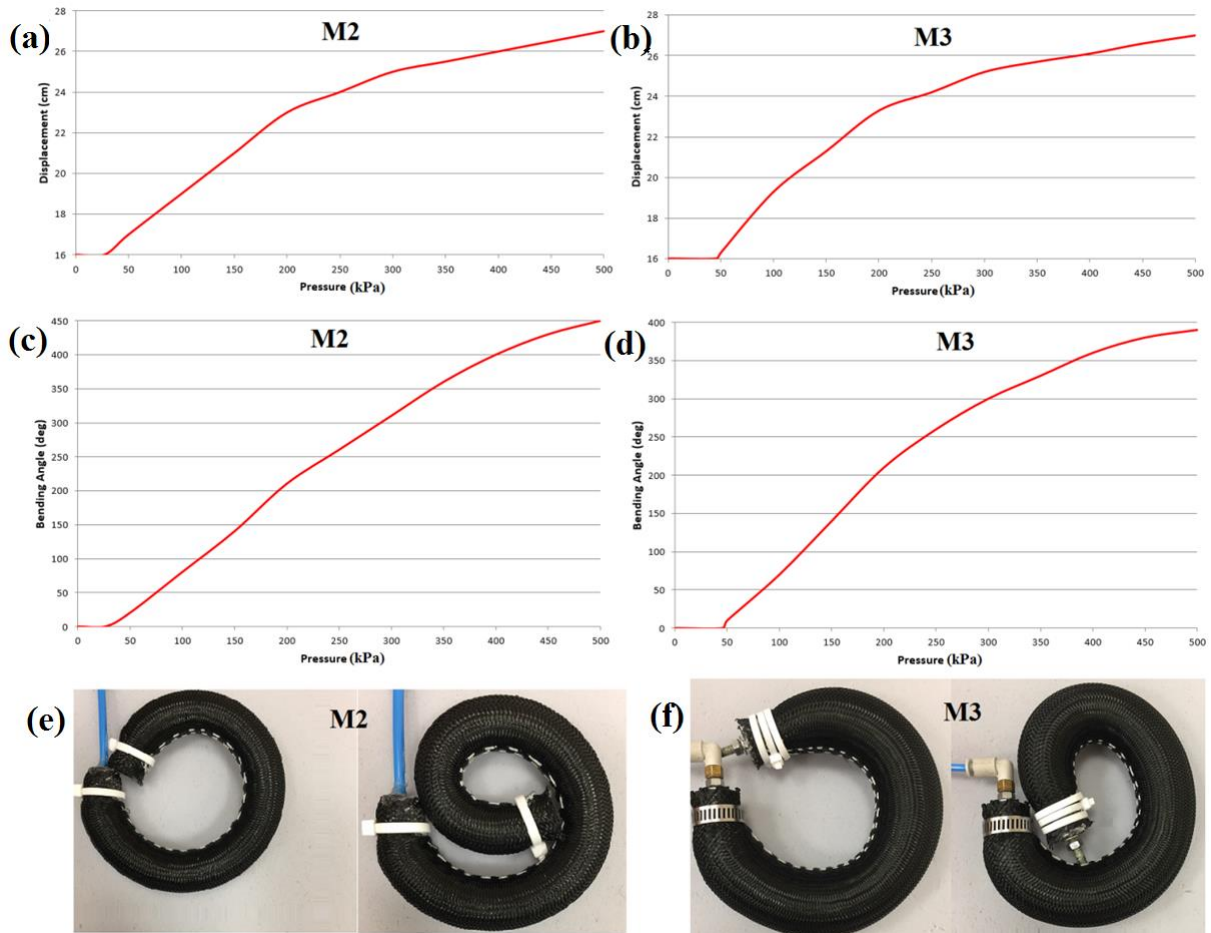 (a)
M2
28
26
24
22
20
18
16
Displacement (cm)
0 50 100 150 200 250 300 350 400 450 500
Pressure (kPa)
(b)
M3
28
26
24
22
20
18
16
Displacement (cm)
0 50 100 150 200 250 300 350 400 450 500
Pressure (kPa)
(c)
M2
450
400
350
300
250
200
150
100
50
0
Bending Angle (deg)
0 50 100 150 200 250 300 350 400 450 500
Pressure (kPa)
(d)
M3
400
350
300
250
200
150
100
50
0
Bending Angle (deg)
0 50 100 150 200 250 300 350 400 450 500
Pressure (kPa)
(e)
M2
(f)
M3